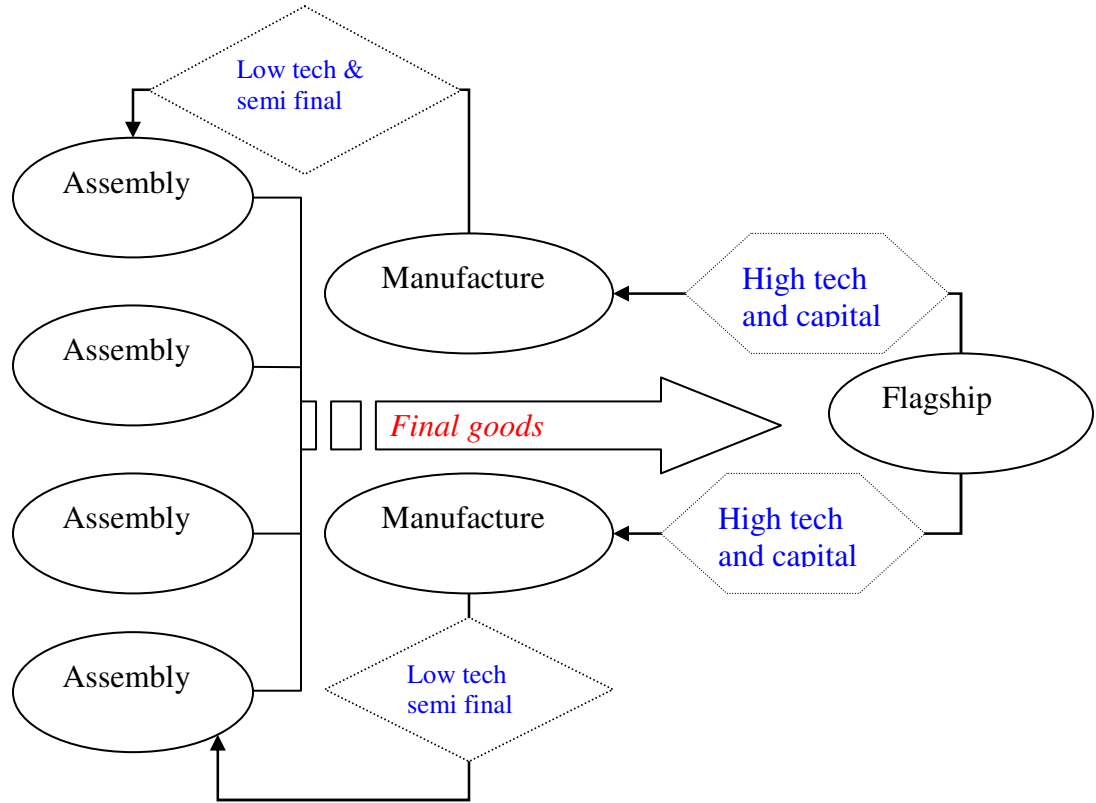 Low tech &
semi final
Assembly
Manufacture
High tech
and capital
Assembly
Flagship
Final goods
Assembly
Manufacture
High tech
and capital
Assembly
Low tech
semi final